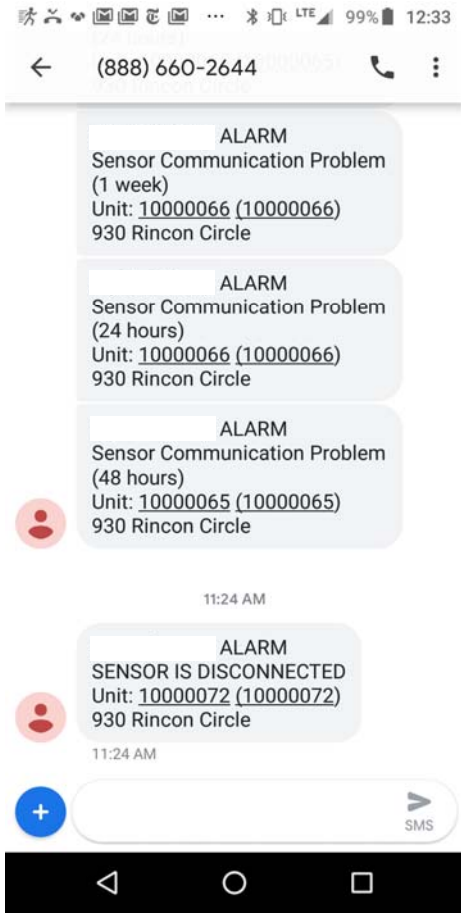 LTE 99% 12:33
(888) 660-2644
ALARM
Sensor Communication Problem
(1 week)
Unit: 10000066 (10000066)
930 Rincon Circle
ALARM
Sensor Communication Problem
(24 hours)
Unit: 10000066 (10000066)
930 Rincon Circle
ALARM
Sensor Communication Problem
(48 hours)
Unit: 10000065 (10000065)
930 Rincon Circle
11:24 AM
ALARM
SENSOR IS DISCONNECTED
Unit: 10000072 (10000072)
930 Rincon Circle
11:24 AM
SMS